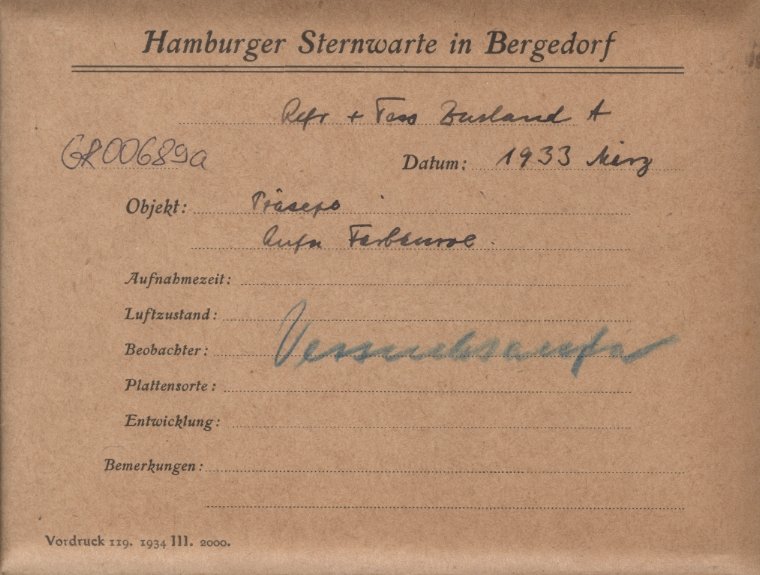 Hamburger Sternwarte in Bergedorf
Refr + Tess Zustand A
GR00689a
Datum: 1933 März
Objekt: Präsepe
Aufn
Aufnahmezeit:
Luftzustand:
Beobachter: Versuchsaufn
Plattensorte:
Entwicklung:
Bemerkungen:
Vordruck 119. 1934 III. 2000.